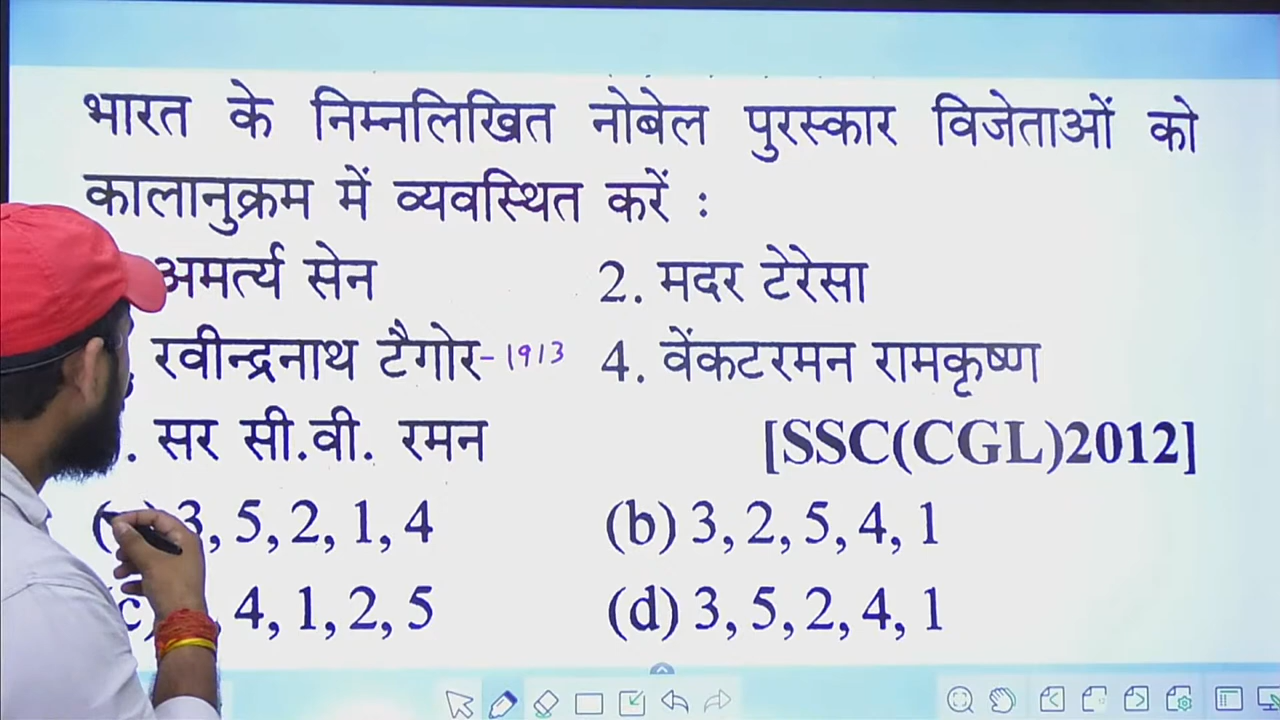 भारत के निम्नलिखित नोबेल पुरस्कार विजेताओं को
कालानुक्रम में व्यवस्थित करें :
अमर्त्य सेन 2. मदर टेरेसा
रवीन्द्रनाथ टैगोर-1913 4. वेंकटरमन रामकृष्ण
. सर सी.वी. रमन [SSC(CGL)2012]
3, 5, 2, 1, 4 (b) 3, 2, 5, 4, 1
c) , 4, 1, 2, 5 (d) 3, 5, 2, 4, 1